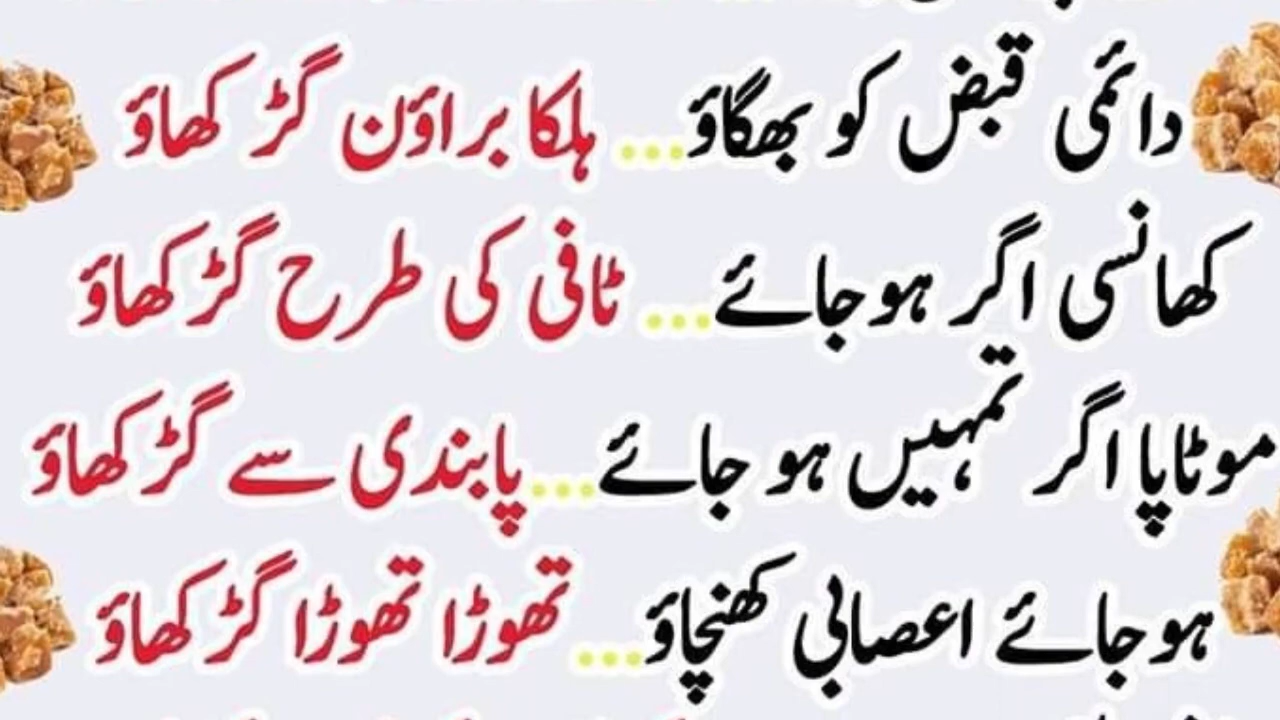 دائمی قبض کو بھگاؤ... ہلکا براؤن گڑ کھاؤ
کھانسی اگر ہو جائے... ٹافی کی طرح گڑ کھاؤ
موٹاپا اگر تمہیں ہو جائے... پابندی سے گڑ کھاؤ
ہو جائے اعصابی کھنچاؤ... تھوڑا تھوڑا گڑ کھاؤ